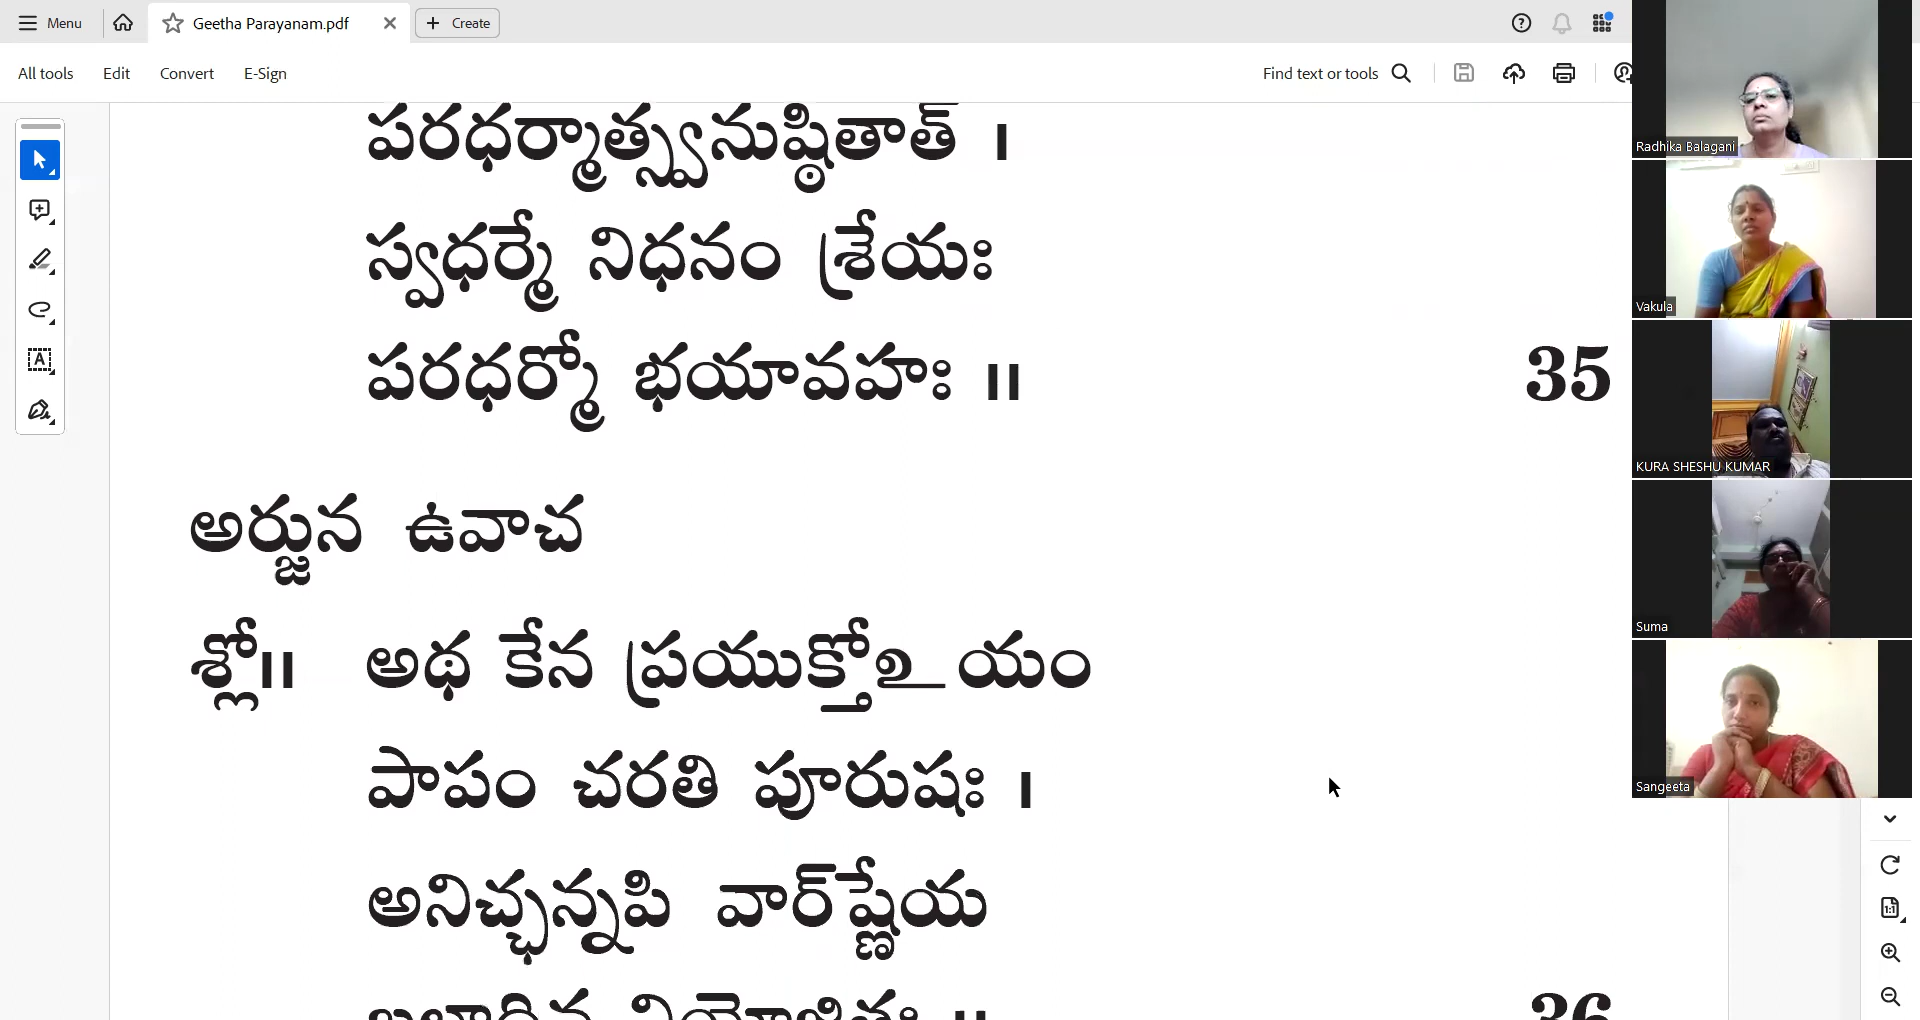 Menu
Geetha Parayanam.pdf
Create
All tools
Edit
Convert
E-Sign
Find text or tools
పరధర్మాత్స్వనుష్ఠితాత్ ।
స్వధర్మే నిధనం శ్రేయః
పరధర్మో భయావహః ॥ 35
అర్జున ఉవాచ
శ్లో॥ అథ కేన ప్రయుక్తోఽయం
పాపం చరతి పూరుషః ।
అనిచ్ఛన్నపి వార్‌ష్ణేయ
36
Radhika Balagani
Vakula
KURA SHESHU KUMAR
Suma
Sangeeta